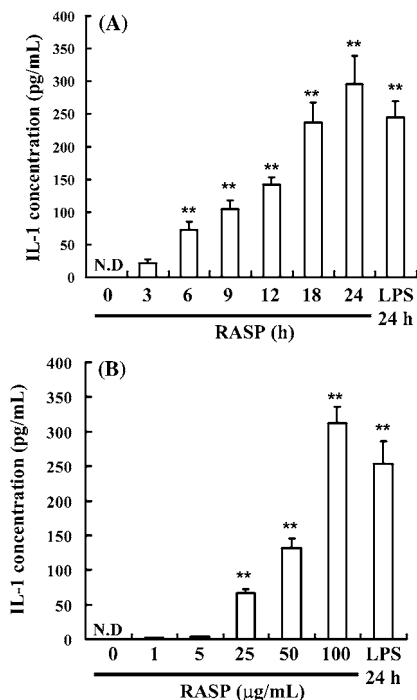 (A)
IL-1 concentration (pg/mL)
400
350
300
250
200
150
100
50
0
N.D
**
**
**
**
**
**
0 3 6 9 12 18 24 LPS
RASP (h) 24 h
(B)
IL-1 concentration (pg/mL)
400
350
300
250
200
150
100
50
0
N.D
**
**
**
**
0 1 5 25 50 100 LPS
24 h
RASP (µg/mL)